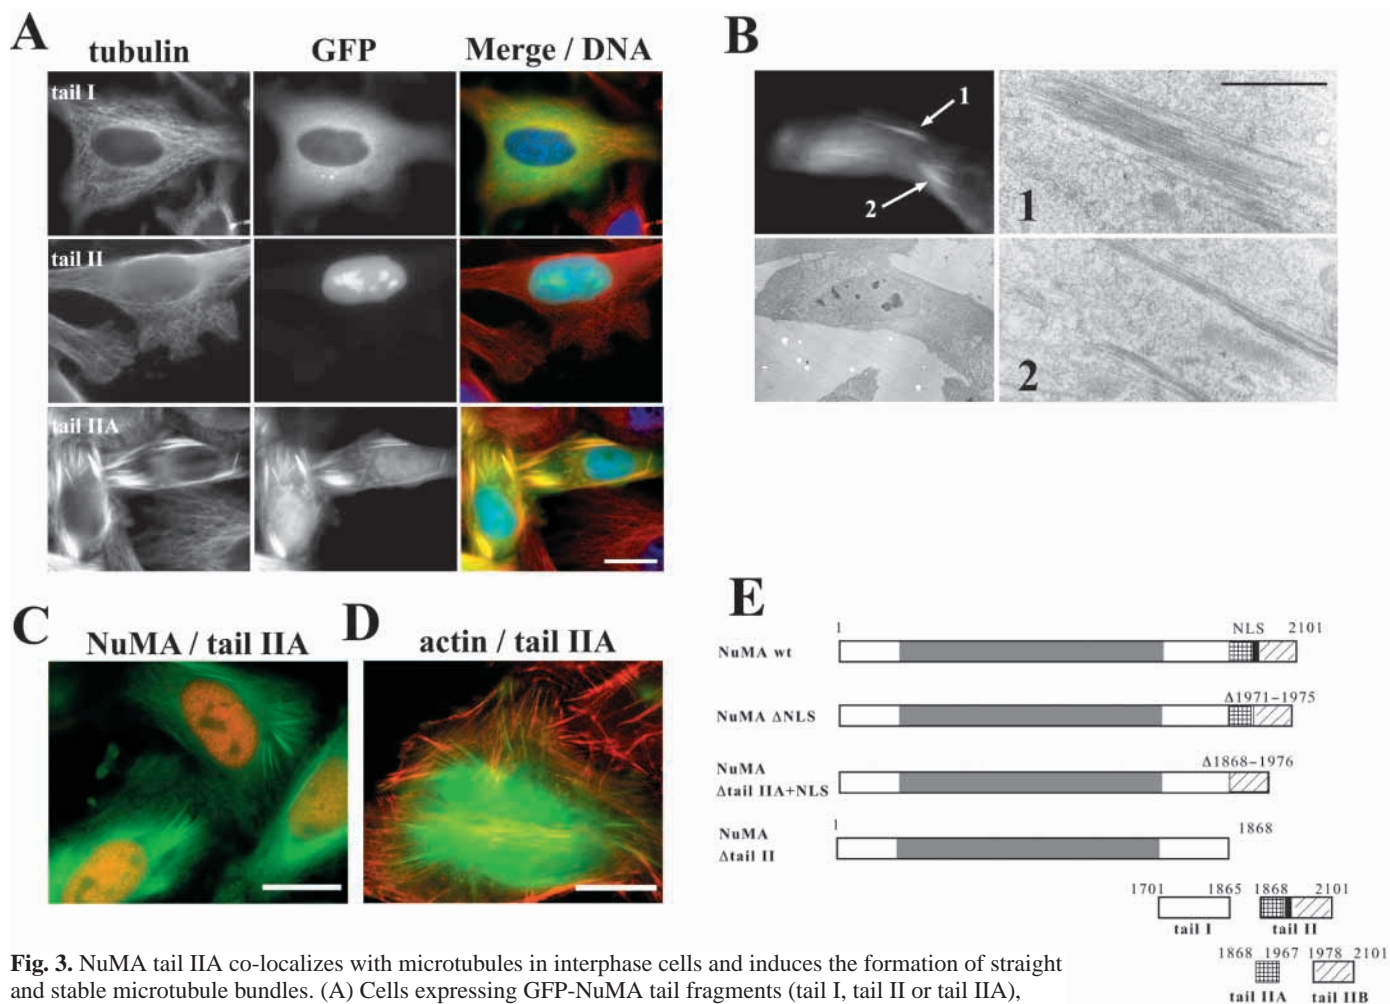 A
tubulin GFP Merge / DNA
tail I
tail II
tail IIA
B
1
2
1
2
C
NuMA / tail IIA
D
actin / tail IIA
E
1 NLS 2101
NuMA wt
Δ1971–1975
NuMA ΔNLS
Δ1868–1976
NuMA
Δtail IIA+NLS
1 1868
NuMA
Δtail II
1701 1865 1868 2101
tail I tail II
1868 1967 1978 2101
tail IIA tail IIB
Fig. 3. NuMA tail IIA co-localizes with microtubules in interphase cells and induces the formation of straight
and stable microtubule bundles. (A) Cells expressing GFP-NuMA tail fragments (tail I, tail II or tail IIA),